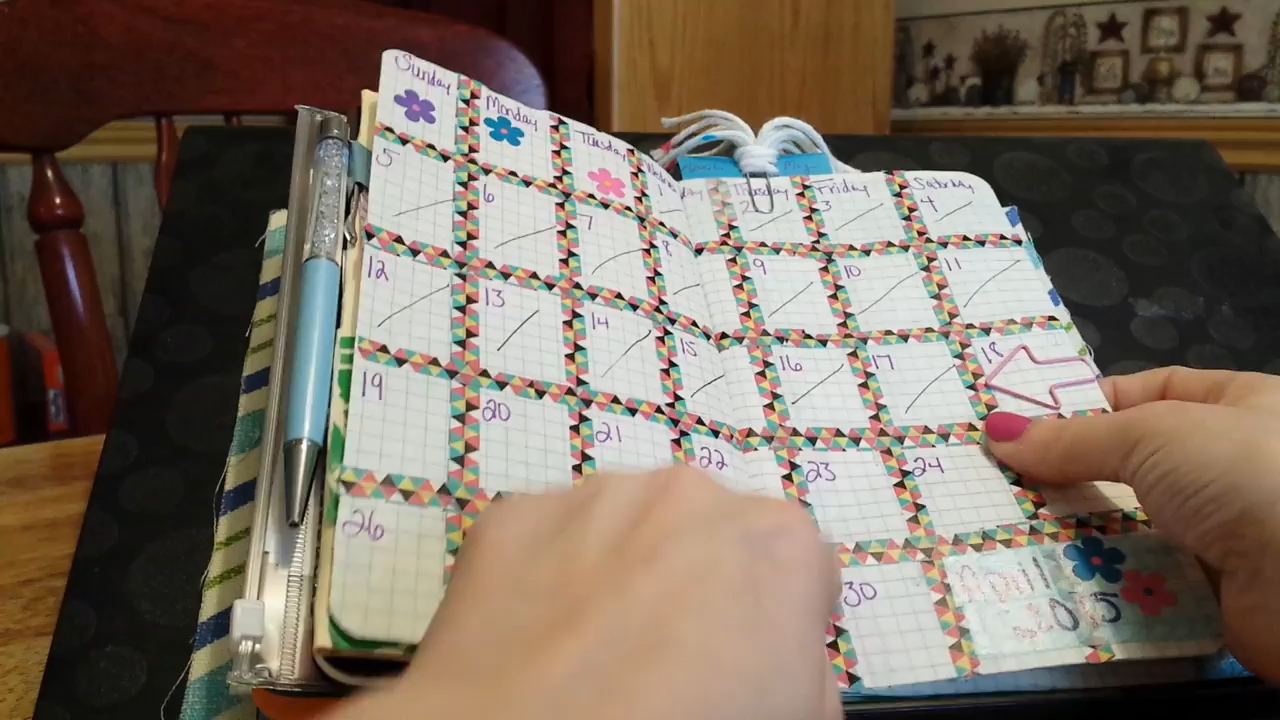 Sunday Monday Tuesday Thursday Friday Saturday
1 2 3 4
5 6 7 8 9 10 11
12 13 14 15 16 17 18
19 20 21 22 23 24
26 30
April
2015